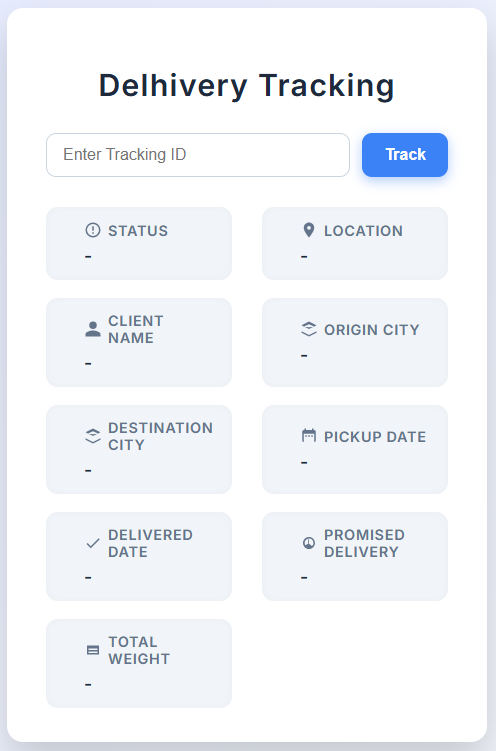 Delhivery Tracking
Enter Tracking ID
Track
STATUS
-
LOCATION
-
CLIENT
NAME
-
ORIGIN CITY
-
DESTINATION
CITY
-
PICKUP DATE
-
DELIVERED
DATE
-
PROMISED
DELIVERY
-
TOTAL
WEIGHT
-